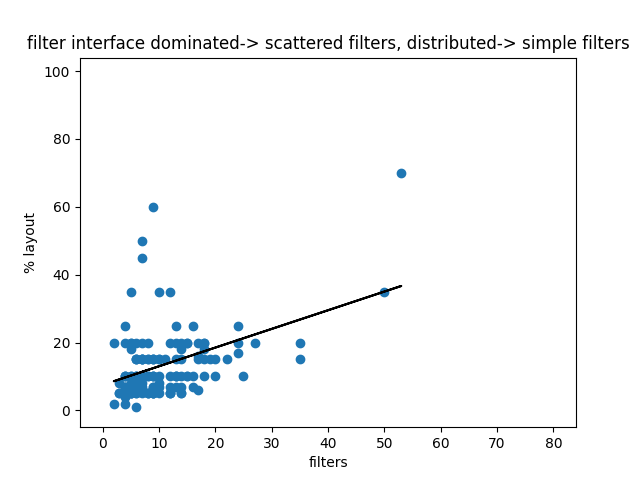 filter interface dominated-> scattered filters, distributed-> simple filters
100
80
60
40
20
0
% layout
0 10 20 30 40 50 60 70 80
filters